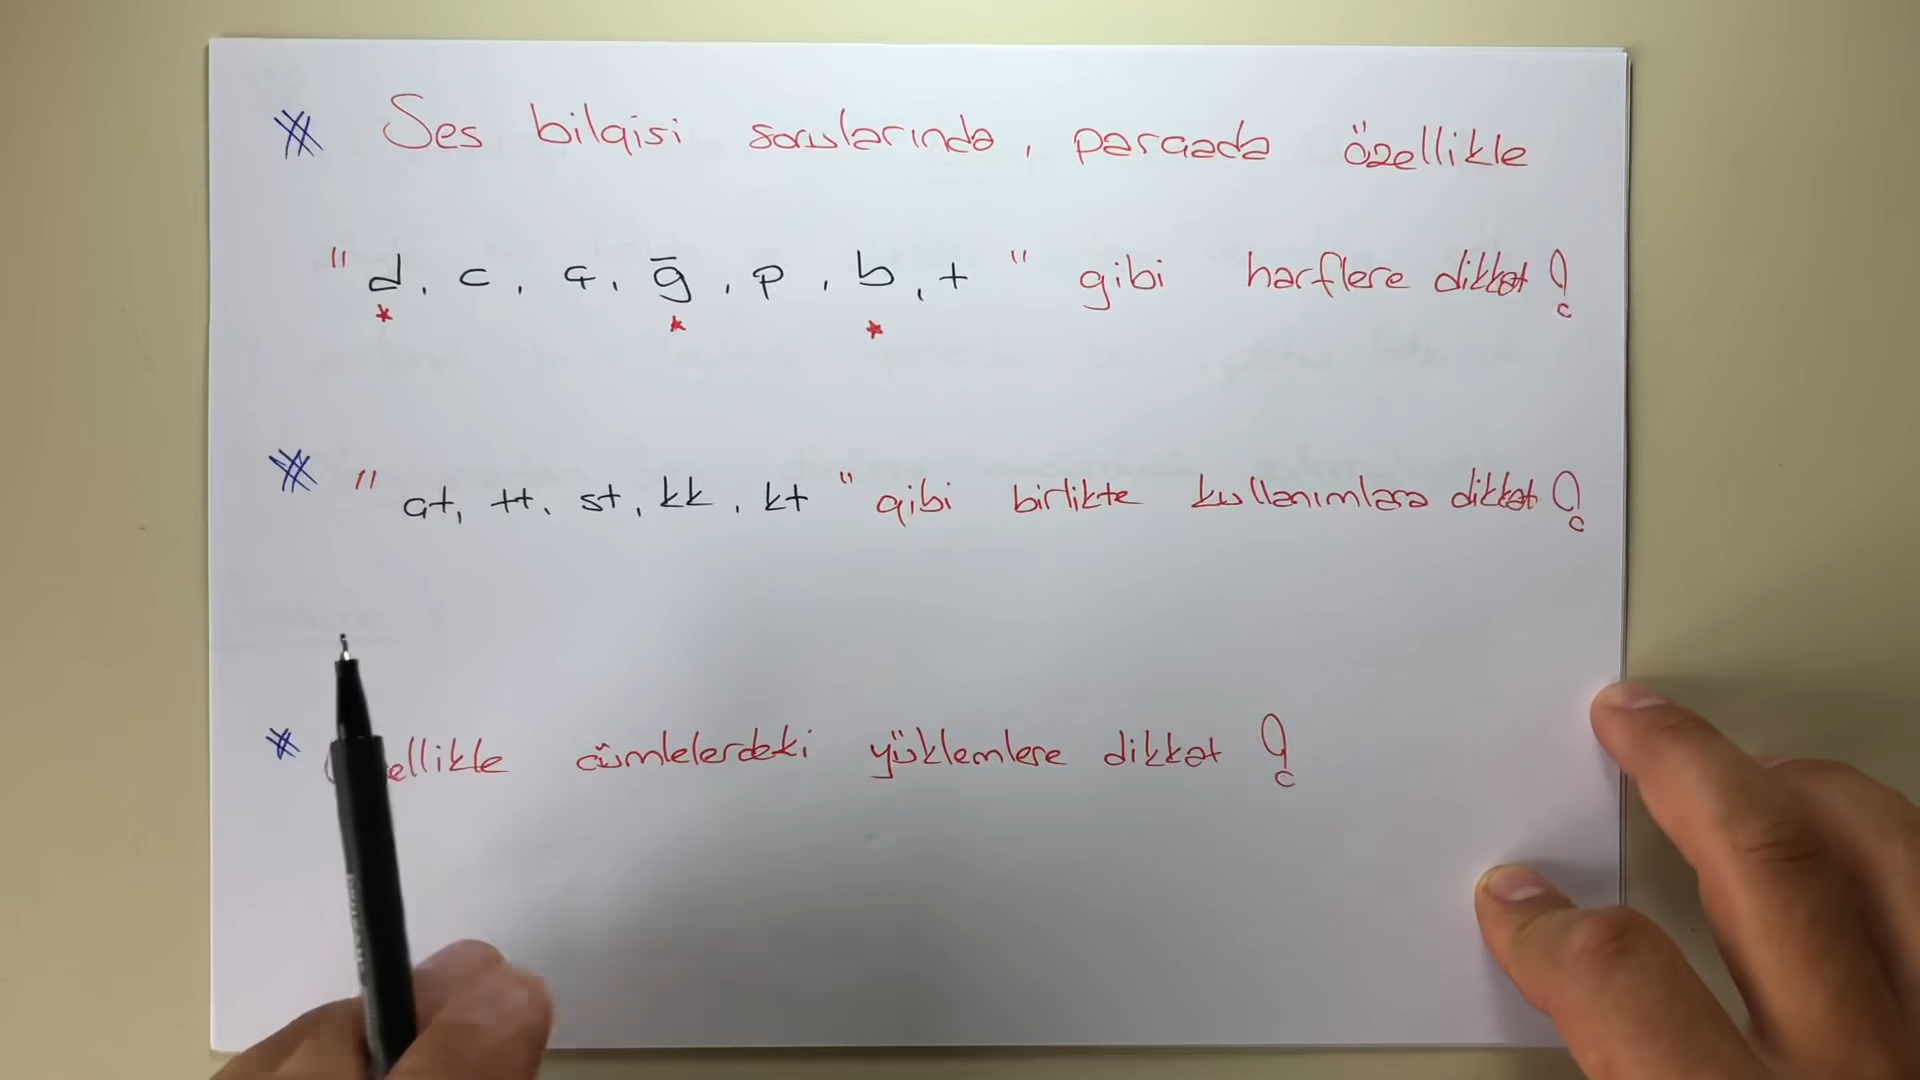 Ses bilgisi sorularında, parçada özellikle
"d, c, ç, ğ, p, b, t" gibi harflere dikkat!
"çt, tt, st, kk, kt" gibi birlikte kullanımlara dikkat!
ellikle cümlelerdeki yüklemlere dikkat!